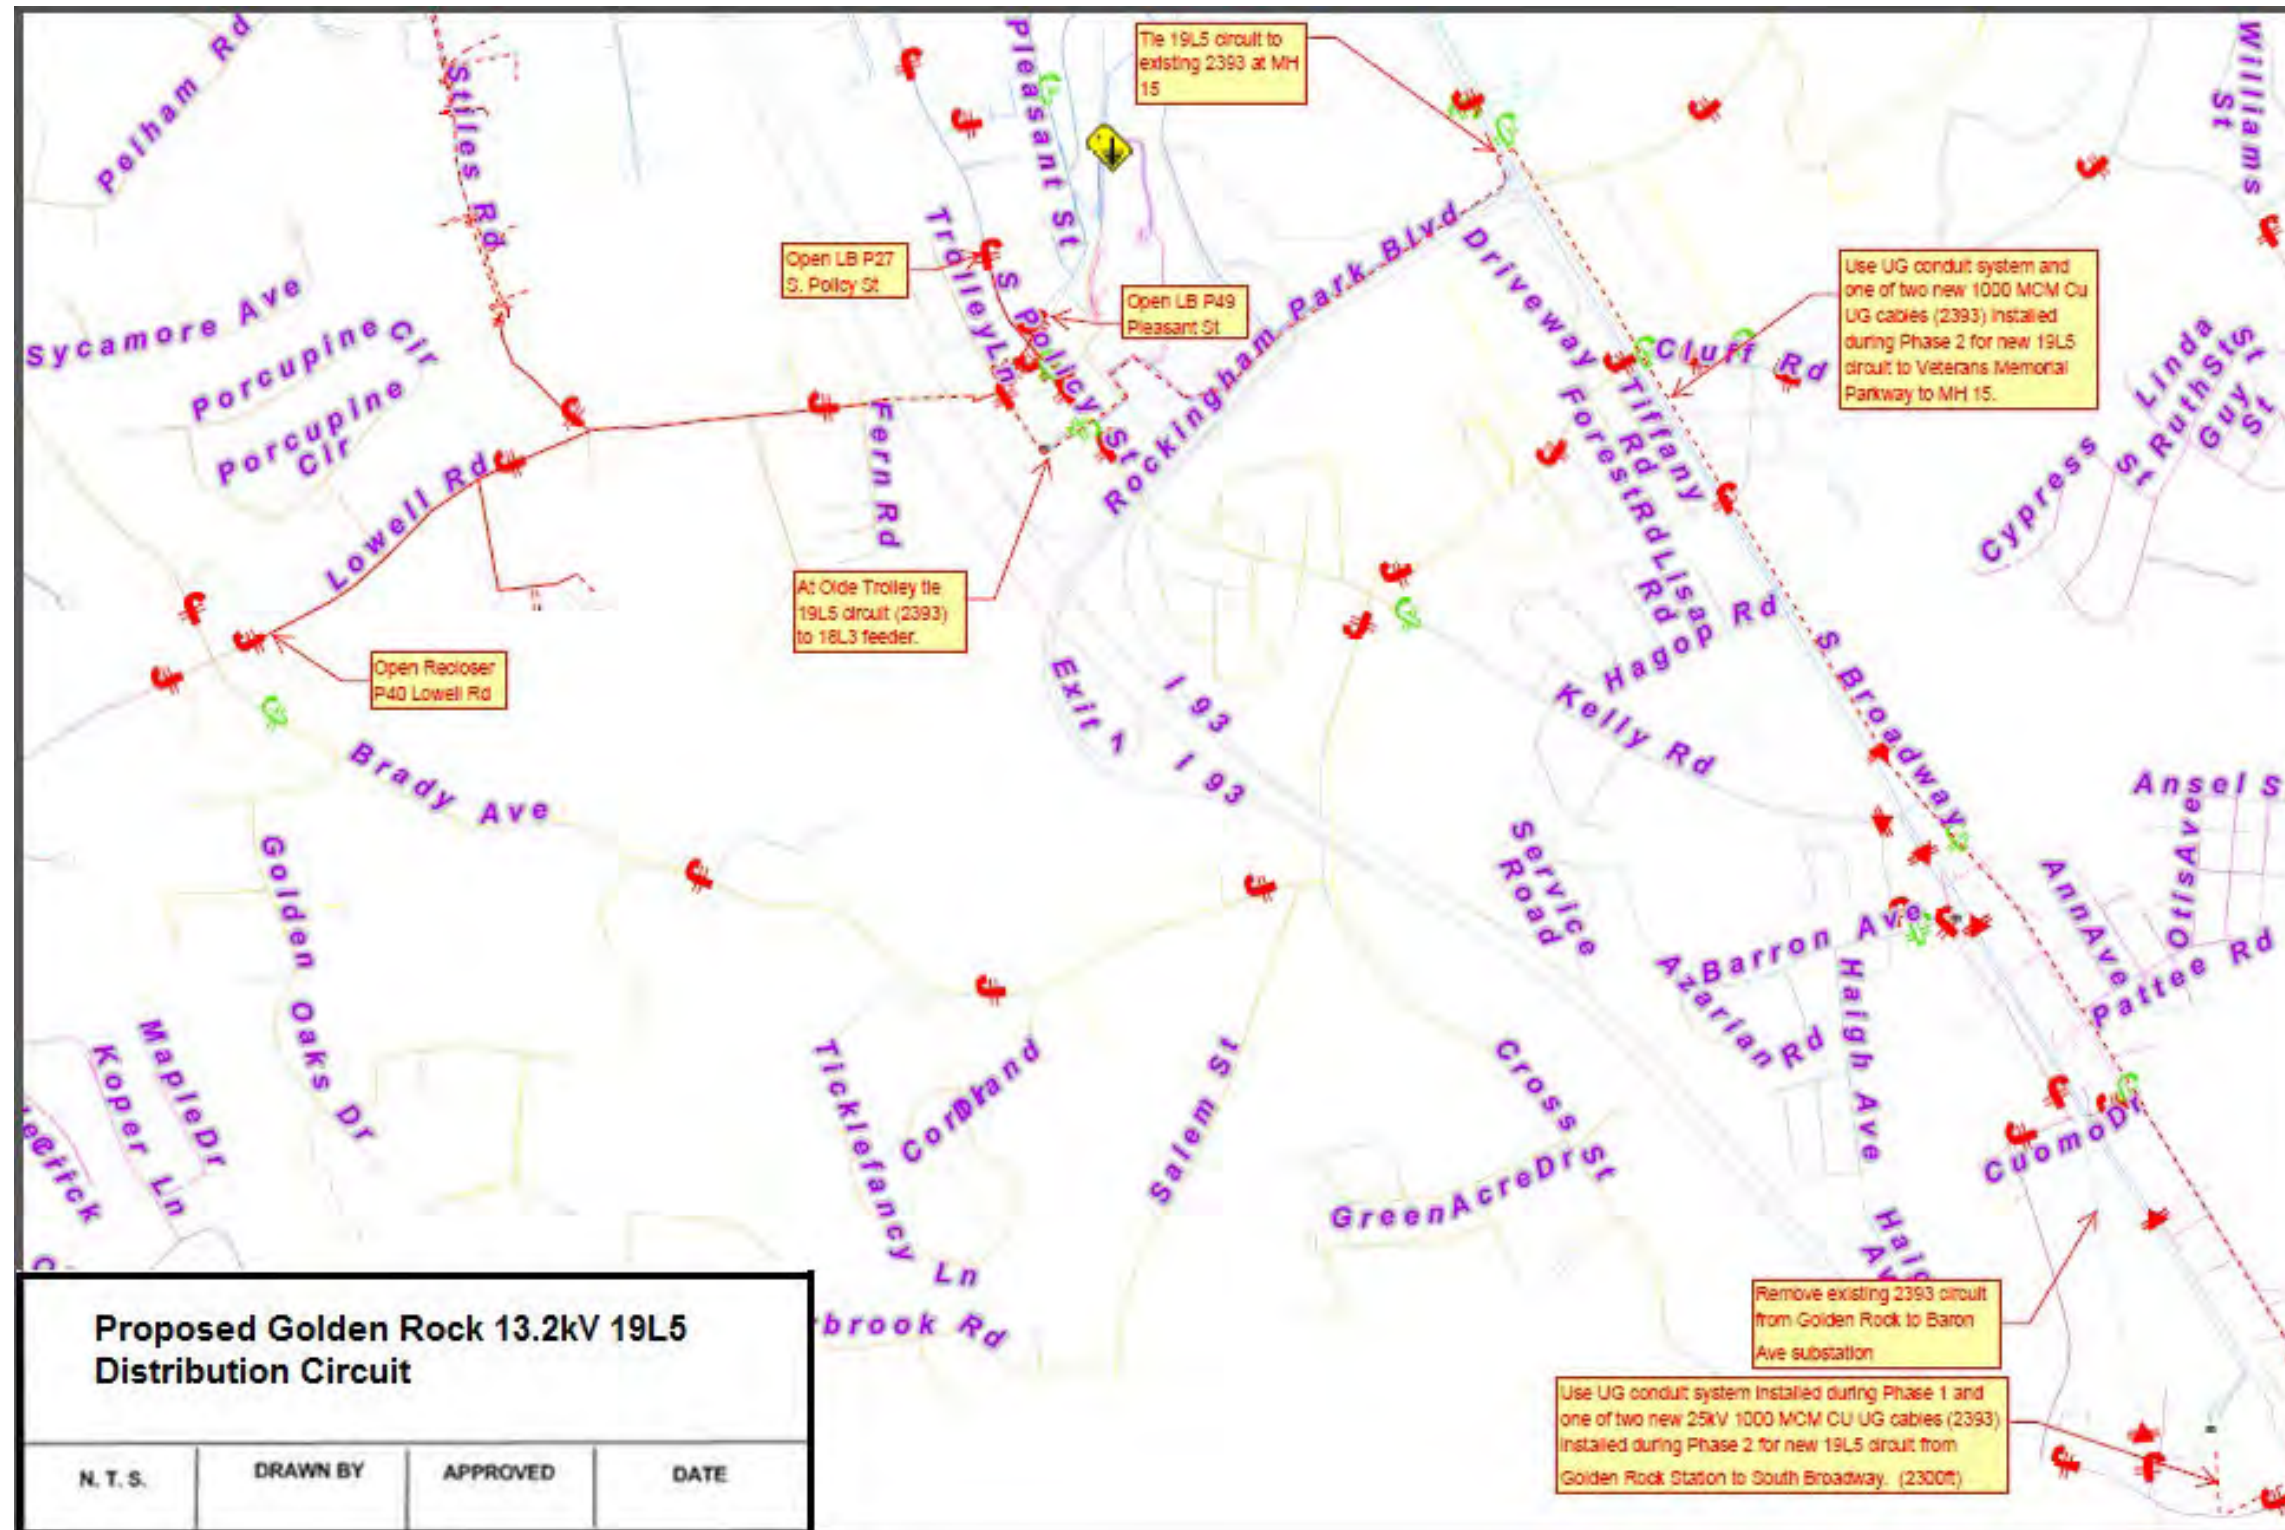 Pelham Rd
Stiles Rd
Pleasant St
Tie 19L5 circuit to
existing 2393 at MH
15
Williams
St
Trolley Ln
S Policy St
Open LB P27
S. Policy St
Open LB P49
Pleasant St
Rockingham Park Blvd
Use UG conduit system and
one of two new 1000 MCM Cu
UG cables (2393) installed
during Phase 2 for new 19L5
circuit to Veterans Memorial
Parkway to MH 15.
Sycamore Ave
Porcupine Cir
Porcupine
Cir
Lowell Rd
Fern Rd
Driveway
Cluff Rd
Tiffany
Rd
Forest Rd
Lisap
Rd
Linda
St
Ruth St
Guy
St
Cypress
St
At Olde Trolley tie
19L5 circuit (2393)
to 18L3 feeder.
Open Recloser
P40 Lowell Rd
Hagop Rd
Kelly Rd
S Broadway
Exit 1
I 93
I 93
Brady Ave
Ansel S
Otis Ave
Ann Ave
Pattee Rd
Service
Road
Barron Ave
Azarian Rd
Haigh Ave
Golden Oaks Dr
Maple Dr
Koper Ln
Ticklefancy Ln
Salem St
Cross St
Green Acre Dr
Cuomo Dr
brook Rd
Remove existing 2393 circuit
from Golden Rock to Baron
Ave substation
Use UG conduit system installed during Phase 1 and
one of two new 25kV 1000 MCM CU UG cables (2393)
installed during Phase 2 for new 19L5 circuit from
Golden Rock Station to South Broadway. (2300ft)
Proposed Golden Rock 13.2kV 19L5
Distribution Circuit
N. T. S.
DRAWN BY
APPROVED
DATE